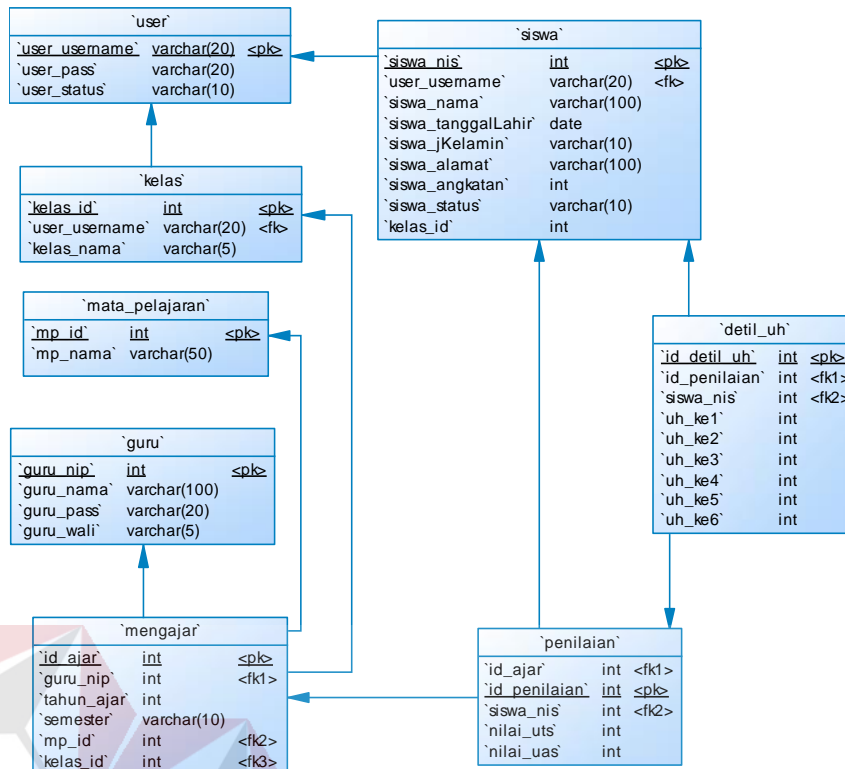 `user`
`user_username` varchar(20) <pk>
`user_pass` varchar(20)
`user_status` varchar(10)
`siswa`
`siswa_nis` int <pk>
`user_username` varchar(20) <fk>
`siswa_nama` varchar(100)
`siswa_tanggalLahir` date
`siswa_jKelamin` varchar(10)
`siswa_alamat` varchar(100)
`siswa_angkatan` int
`siswa_status` varchar(10)
`kelas_id` int
`kelas`
`kelas_id` int <pk>
`user_username` varchar(20) <fk>
`kelas_nama` varchar(5)
`mata_pelajaran`
`mp_id` int <pk>
`mp_nama` varchar(50)
`detil_uh`
`id_detil_uh` int <pk>
`id_penilaian` int <fk1>
`siswa_nis` int <fk2>
`uh_ke1` int
`uh_ke2` int
`uh_ke3` int
`uh_ke4` int
`uh_ke5` int
`uh_ke6` int
`guru`
`guru_nip` int <pk>
`guru_nama` varchar(100)
`guru_pass` varchar(20)
`guru_wali` varchar(5)
`mengajar`
`id_ajar` int <pk>
`guru_nip` int <fk1>
`tahun_ajar` int
`semester` varchar(10)
`mp_id` int <fk2>
`kelas_id` int <fk3>
`penilaian`
`id_ajar` int <fk1>
`id_penilaian` int <pk>
`siswa_nis` int <fk2>
`nilai_uts` int
`nilai_uas` int